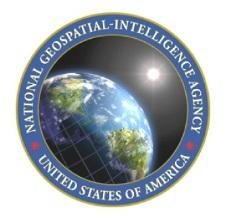 NATIONAL GEOSPATIAL-INTELLIGENCE AGENCY
UNITED STATES OF AMERICA